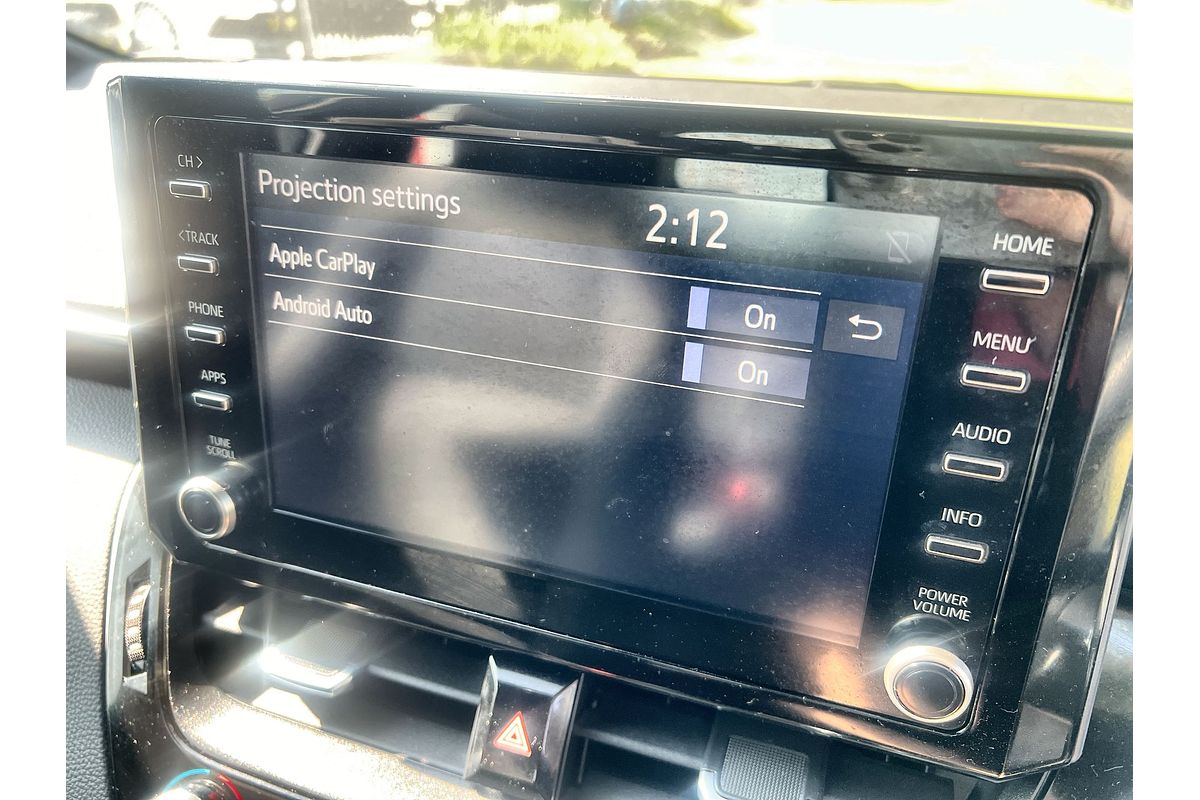 CH >
< TRACK
PHONE
APPS
TUNE
SCROLL
Projection settings
2:12
Apple CarPlay
On
Android Auto
On
HOME
MENU
AUDIO
INFO
POWER
VOLUME